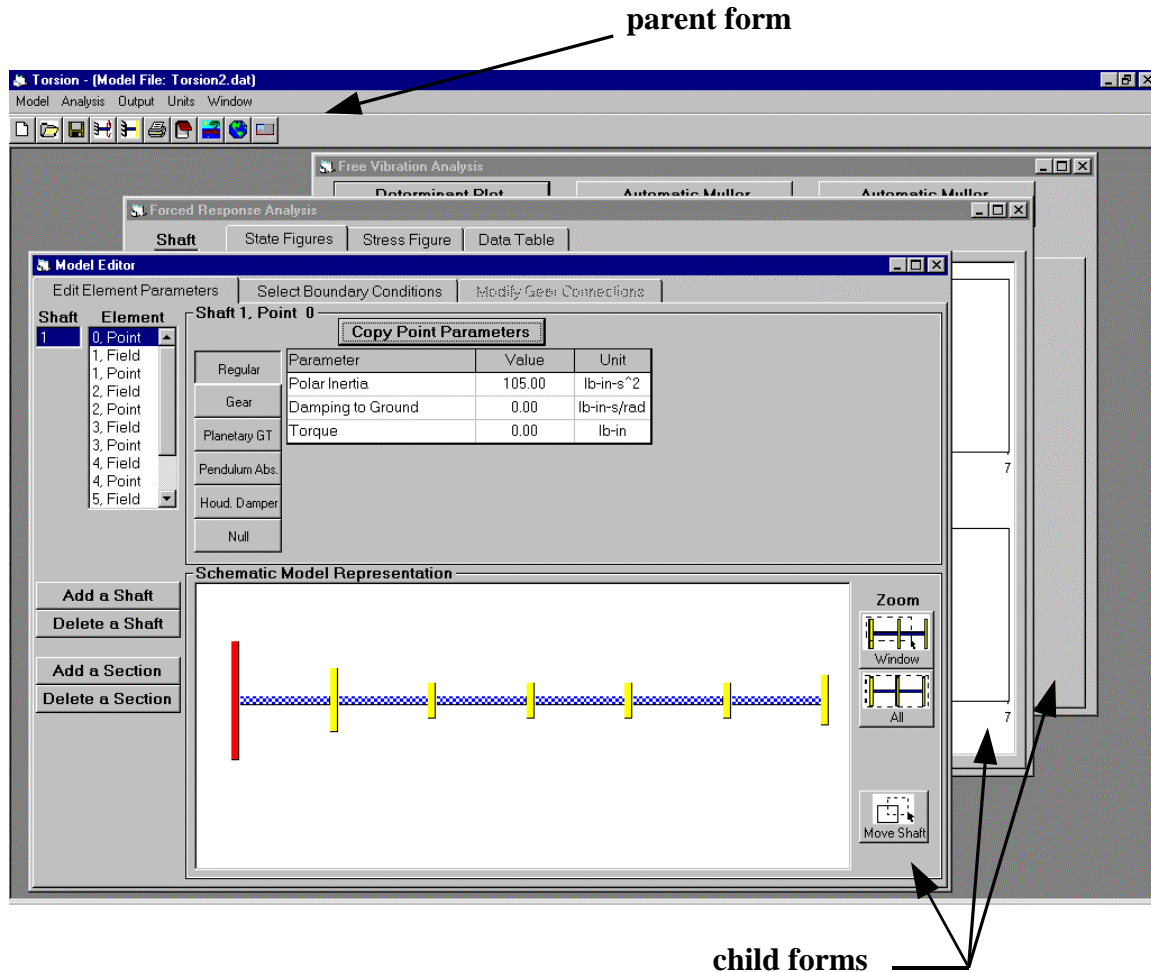 parent form
Torsion - (Model File: Torsion2.dat)
Model Analysis Output Units Window
Free Vibration Analysis
Determinant Plot Automatic Muller Automatic Muller
Forced Response Analysis
Shaft State Figures Stress Figure Data Table
Model Editor
Edit Element Parameters Select Boundary Conditions Modify Gear Connections
Shaft Element
1
0, Point
1, Field
1, Point
2, Field
2, Point
3, Field
3, Point
4, Field
4, Point
5, Field
Shaft 1, Point 0
Copy Point Parameters
Regular
Gear
Planetary GT
Pendulum Abs.
Houd. Damper
Null
Parameter Value Unit
Polar Inertia 105.00 lb-in-s^2
Damping to Ground 0.00 lb-in-s/rad
Torque 0.00 lb-in
7
Add a Shaft
Delete a Shaft
Add a Section
Delete a Section
Schematic Model Representation
Zoom
Window
All
Move Shaft
7
child forms